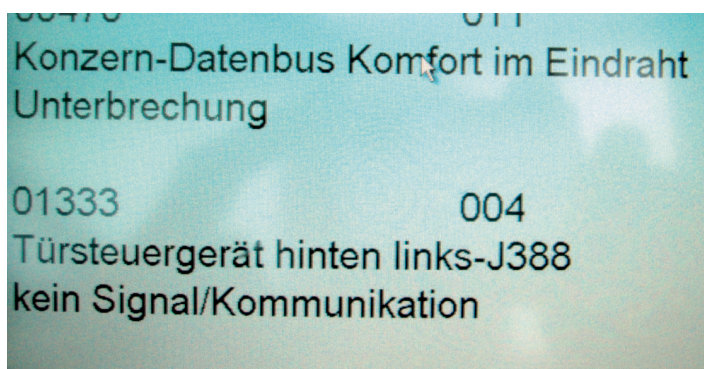 Konzern-Datenbus Komfort im Eindraht
Unterbrechung
01333 004
Türsteuergerät hinten links-J388
kein Signal/Kommunikation